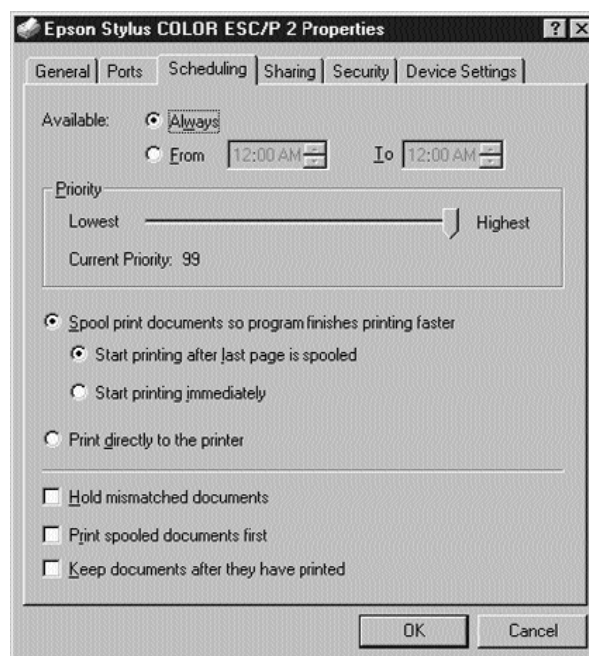 Epson Stylus COLOR ESC/P 2 Properties
General Ports Scheduling Sharing Security Device Settings
Available: Always
From 12:00 AM To 12:00 AM
Priority
Lowest Highest
Current Priority: 99
Spool print documents so program finishes printing faster
Start printing after last page is spooled
Start printing immediately
Print directly to the printer
Hold mismatched documents
Print spooled documents first
Keep documents after they have printed
OK Cancel